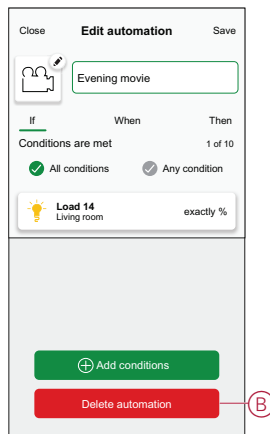 Close Edit automation Save
Evening movie
If When Then
Conditions are met 1 of 10
All conditions Any condition
Load 14
Living room exactly %
Add conditions
Delete automation B